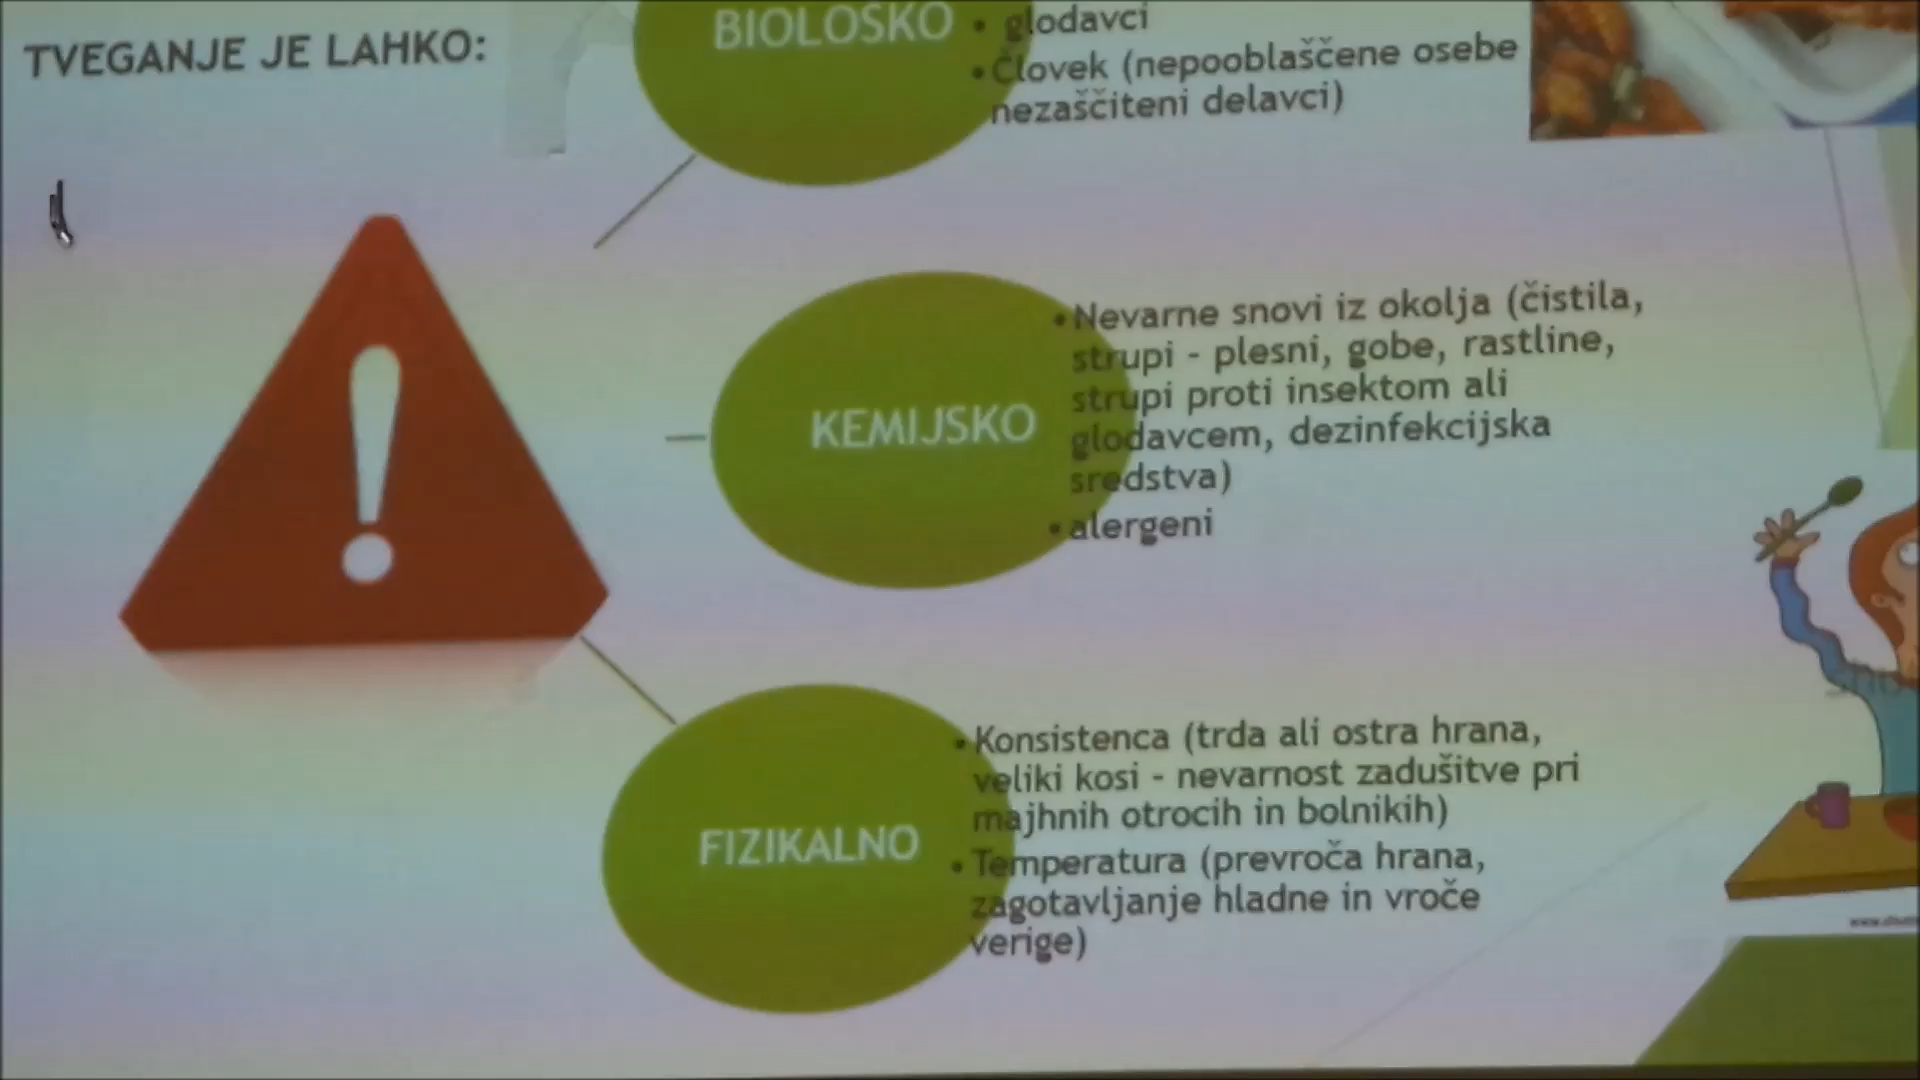 TVEGANJE JE LAHKO:
BIOLOŠKO
• glodavci
• Človek (nepooblaščene osebe
nezaščiteni delavci)
KEMIJSKO
• Nevarne snovi iz okolja (čistila,
strupi - plesni, gobe, rastline,
strupi proti insektom ali
glodavcem, dezinfekcijska
sredstva)
• alergeni
FIZIKALNO
• Konsistenca (trda ali ostra hrana,
veliki kosi - nevarnost zadušitve pri
majhnih otrocih in bolnikih)
• Temperatura (prevroča hrana,
zagotavljanje hladne in vroče
verige)